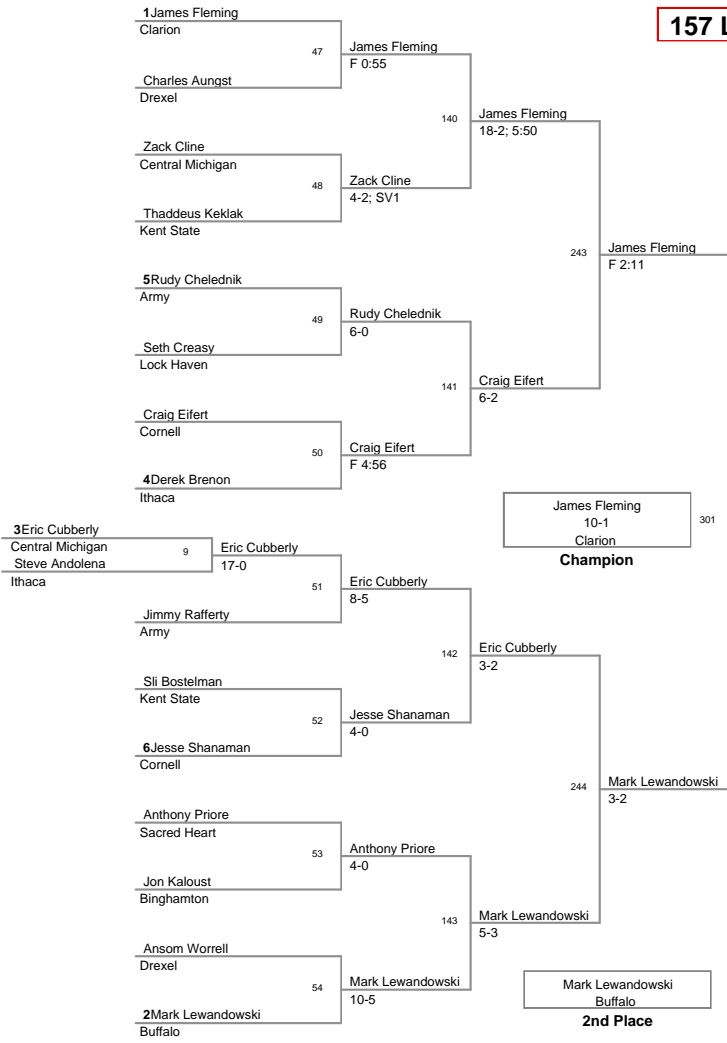 157 L
1James Fleming
Clarion
47
James Fleming
F 0:55
Charles Aungst
Drexel
140
James Fleming
18-2; 5:50
Zack Cline
Central Michigan
48
Zack Cline
4-2; SV1
Thaddeus Keklak
Kent State
243
James Fleming
F 2:11
5Rudy Chelednik
Army
49
Rudy Chelednik
6-0
Seth Creasy
Lock Haven
141
Craig Eifert
6-2
Craig Eifert
Cornell
50
Craig Eifert
F 4:56
4Derek Brenon
Ithaca
James Fleming
10-1
Clarion
301
Champion
3Eric Cubberly
Central Michigan
9
Steve Andolena
Ithaca
Eric Cubberly
17-0
51
Eric Cubberly
8-5
Jimmy Rafferty
Army
142
Eric Cubberly
3-2
Sli Bostelman
Kent State
52
Jesse Shanaman
4-0
6Jesse Shanaman
Cornell
244
Mark Lewandowski
3-2
Anthony Priore
Sacred Heart
53
Anthony Priore
4-0
Jon Kaloust
Binghamton
143
Mark Lewandowski
5-3
Ansom Worrell
Drexel
54
Mark Lewandowski
10-5
2Mark Lewandowski
Buffalo
Mark Lewandowski
Buffalo
2nd Place